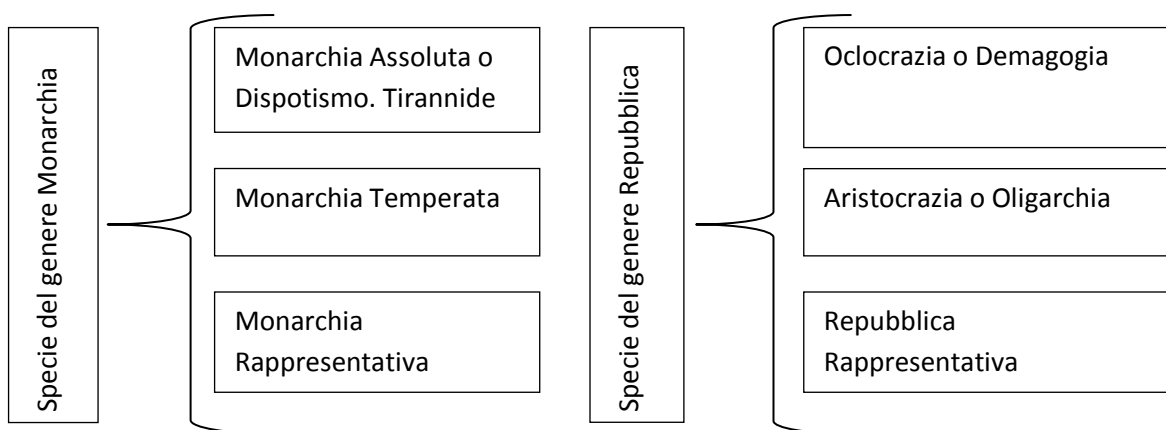 Specie del genere Monarchia
Monarchia Assoluta o
Dispotismo. Tirannide
Monarchia Temperata
Monarchia
Rappresentativa
Specie del genere Repubblica
Oclocrazia o Demagogia
Aristocrazia o Oligarchia
Repubblica
Rappresentativa